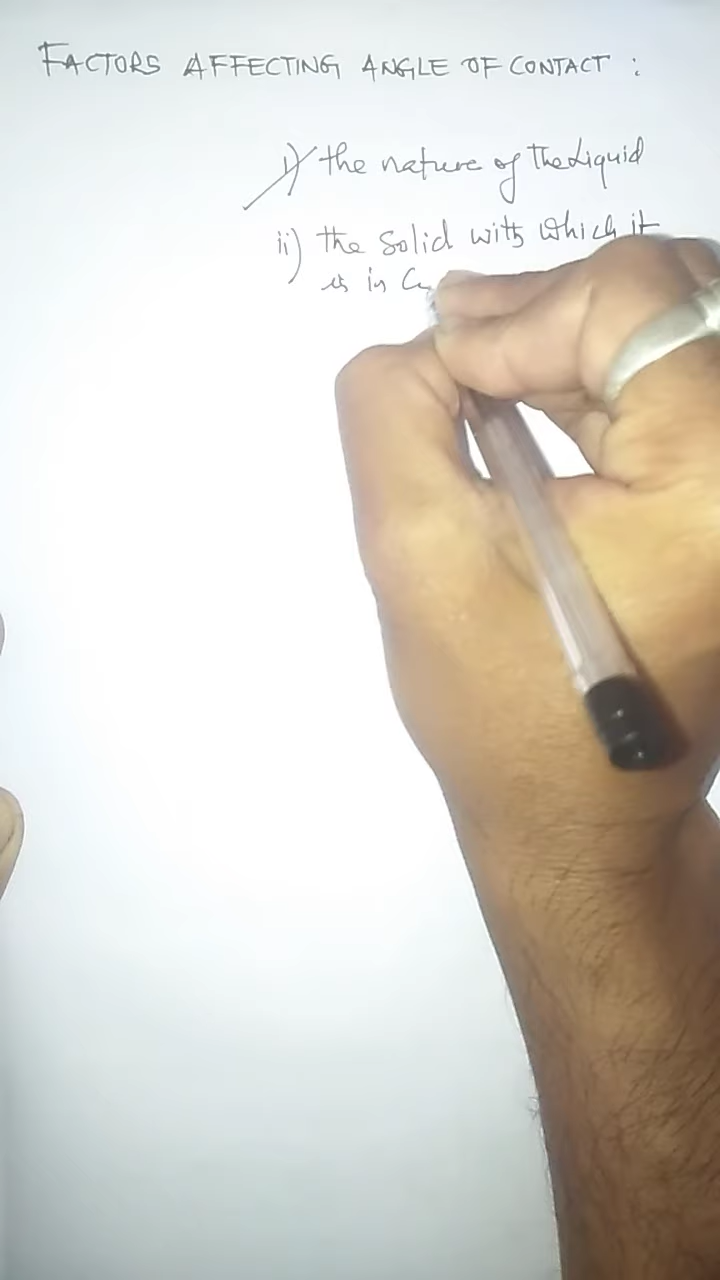 FACTORS AFFECTING ANGLE OF CONTACT :
i) the nature of The Liquid
ii) the Solid with which it
is in